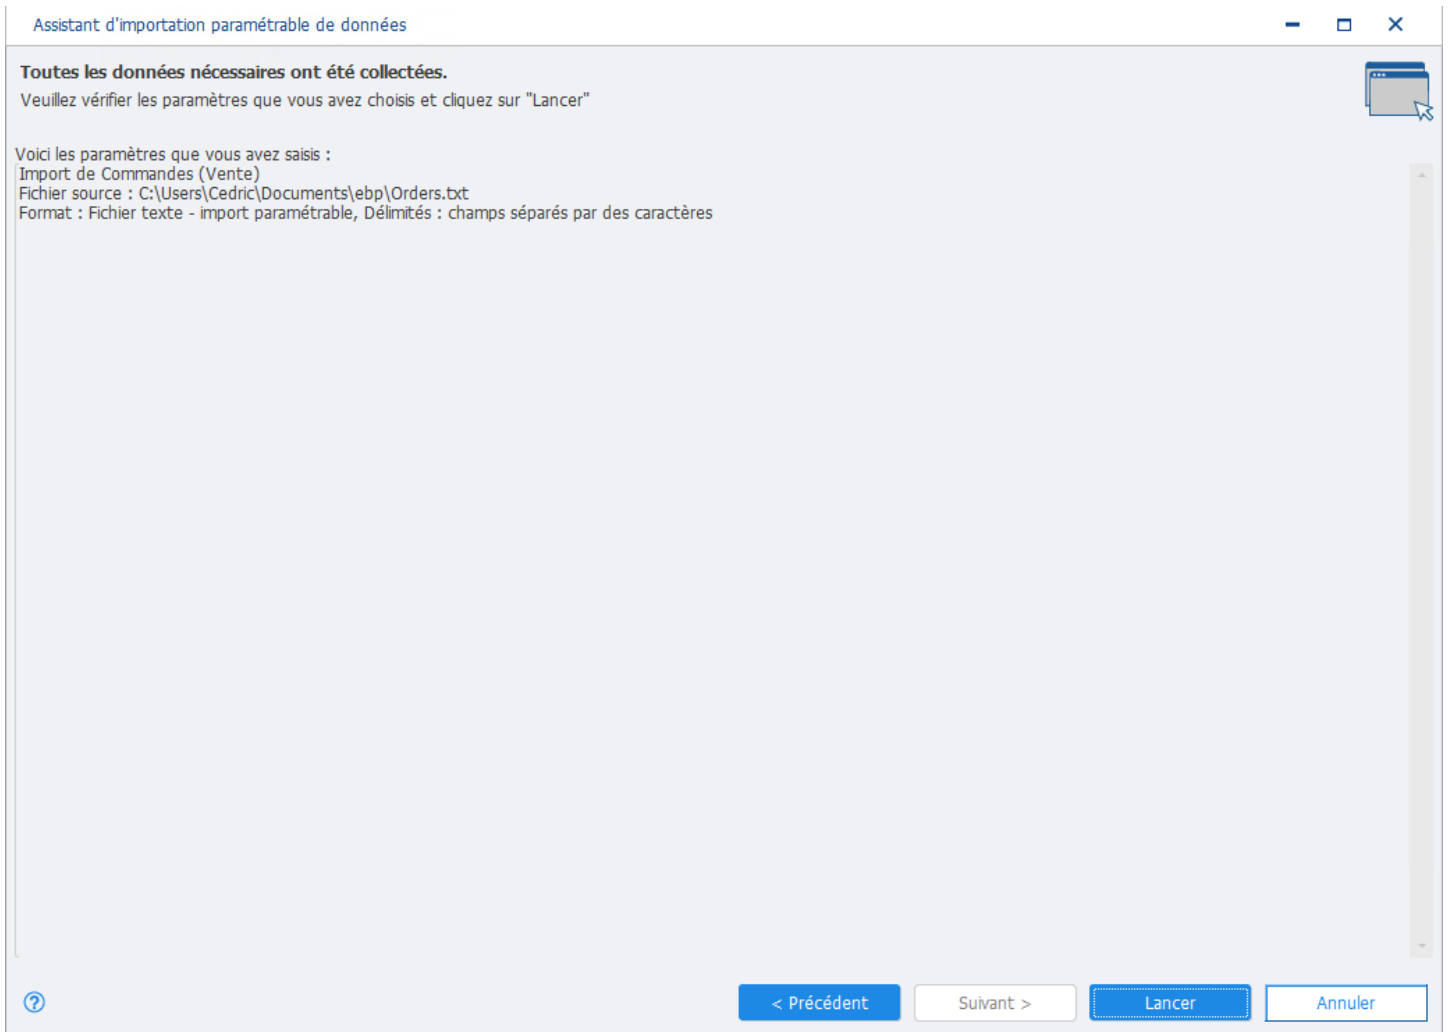 Assistant d'importation paramétrable de données
Toutes les données nécessaires ont été collectées.
Veuillez vérifier les paramètres que vous avez choisis et cliquez sur "Lancer"
Voici les paramètres que vous avez saisis :
Import de Commandes (Vente)
Fichier source : C:\Users\Cedric\Documents\ebp\Orders.txt
Format : Fichier texte - import paramétrable, Délimités : champs séparés par des caractères
< Précédent
Suivant >
Lancer
Annuler